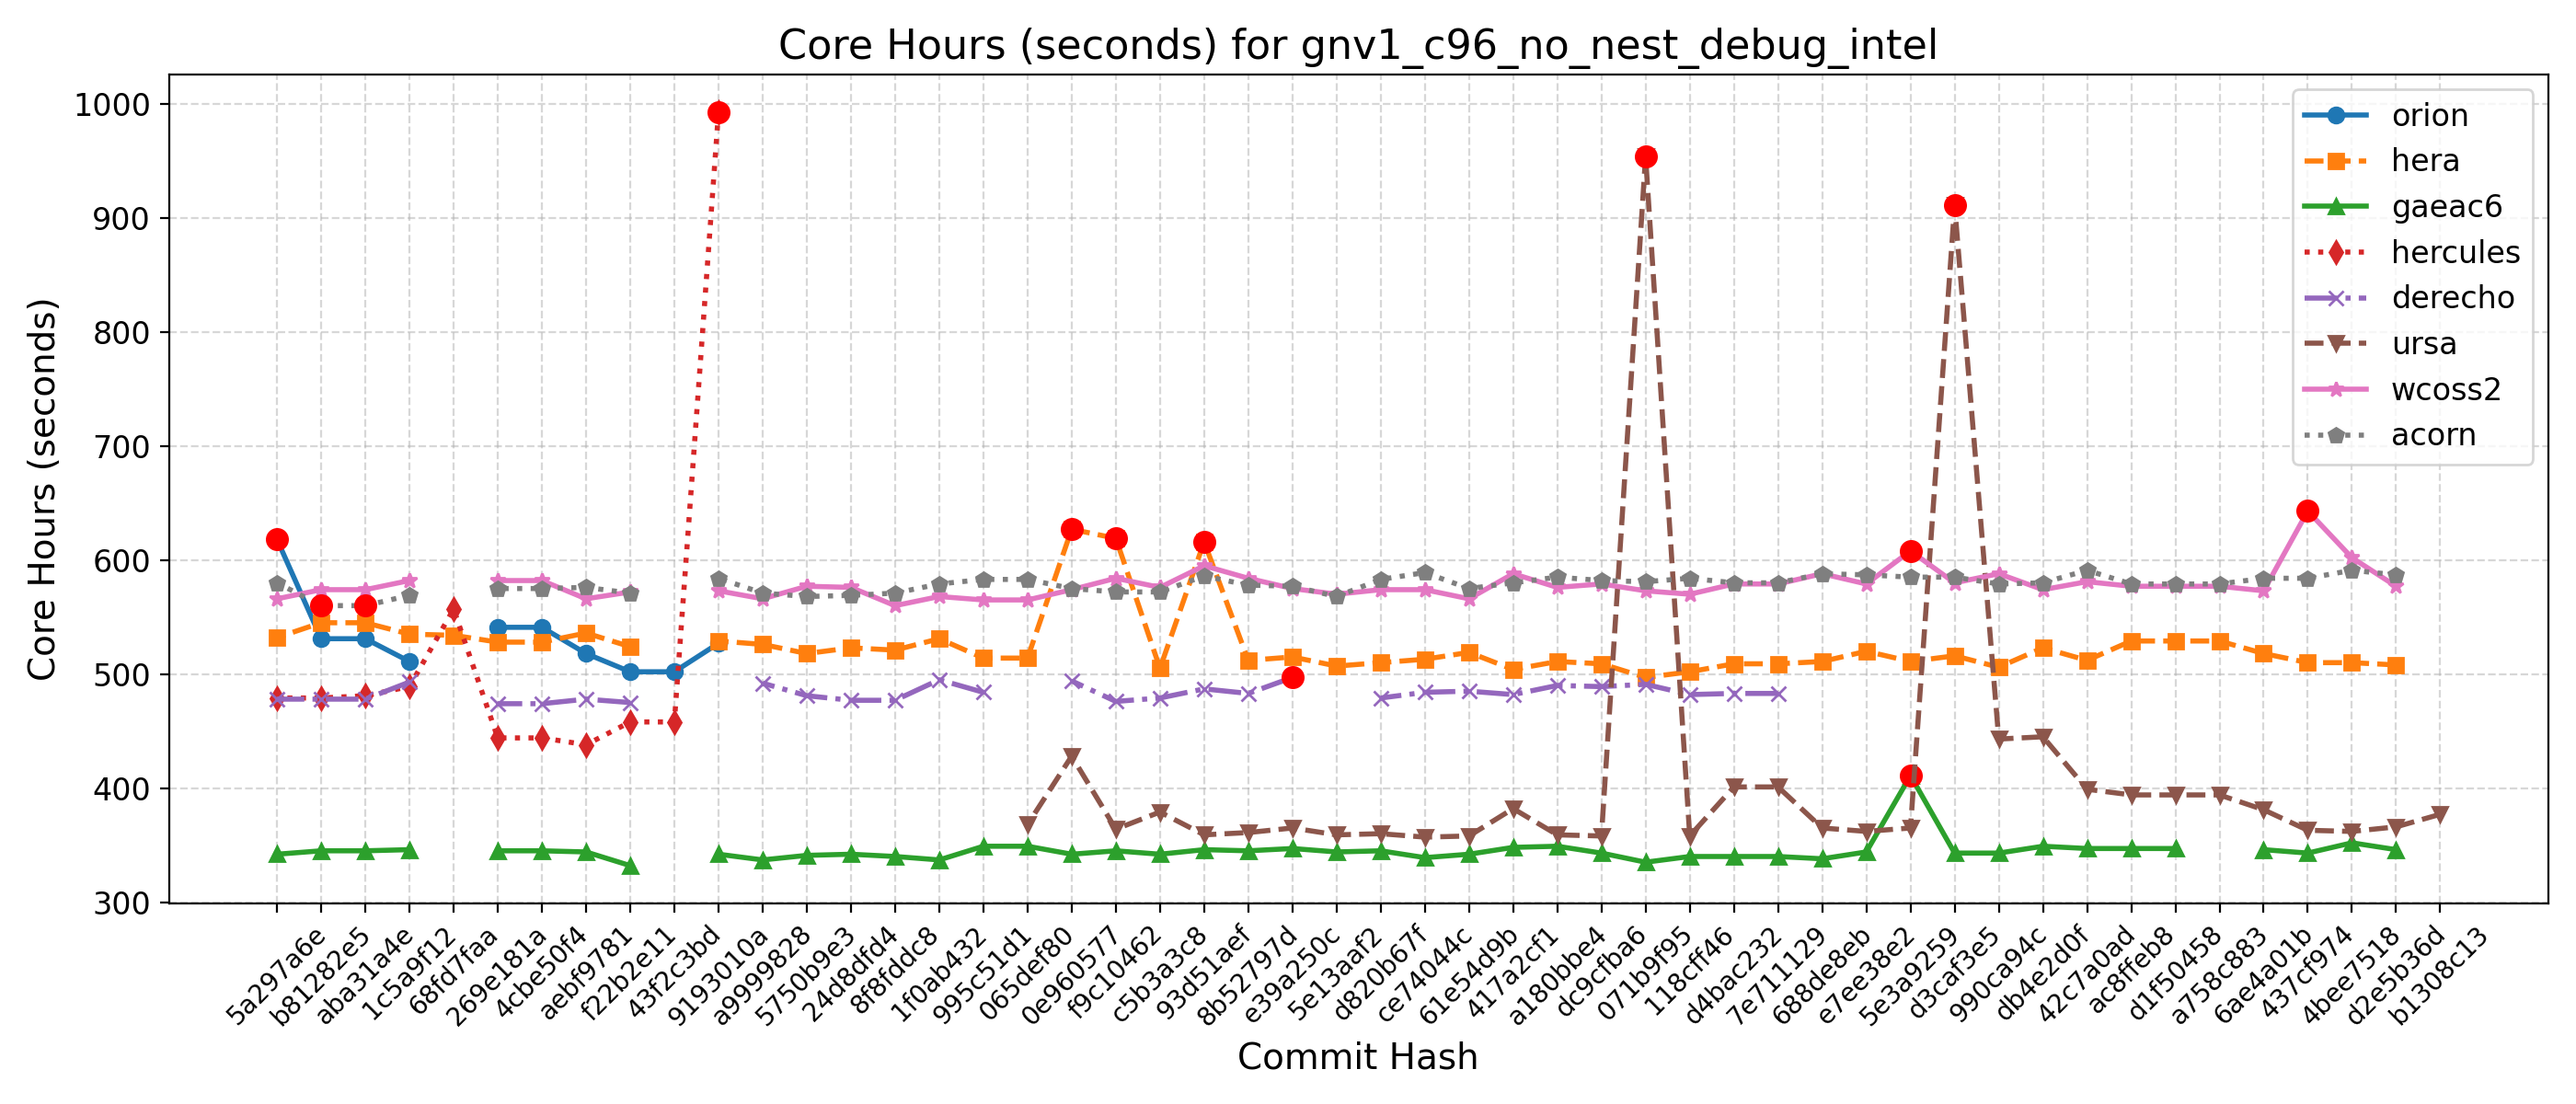 Core Hours (seconds) for gnv1_c96_no_nest_debug_intel
Core Hours (seconds)
1000
900
800
700
600
500
400
300
orion
hera
gaeac6
hercules
derecho
ursa
wcoss2
acorn
5a297a6e
b81282e5
aba31a4e
1c5a9f12
68fd7faa
269e181a
4cbe50f4
aebf9781
f22b2e11
43f2c3bd
9193010a
a9999828
5750b9e3
24d8dfd4
8f8fddc8
1f0ab432
995c51d1
065def80
0e960577
f9c10462
c5b3a3c8
93d51aef
8b52797d
e39a250c
5e13aaf2
d820b67f
ce74044c
61e54d9b
417a2cf1
a180bbe4
dc9cfba6
071b9f95
118cff46
d4bac232
7e711129
688de8eb
e7ee38e2
5e3a9259
d3caf3e5
990ca94c
db4e2d0f
42c7a0ad
ac8ffeb8
d1f50458
a758c883
6ae4a01b
437cf974
4bee7518
d2e5b36d
b1308c13
Commit Hash